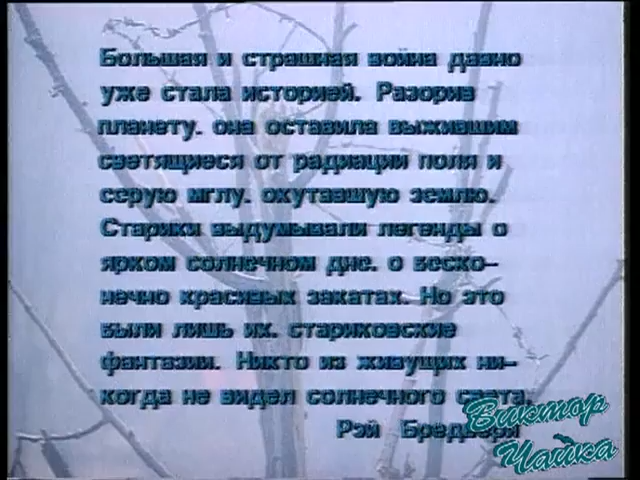 Большая и страшная война давно
уже стала историей. Разорив
планету, она оставила выжившим
светящиеся от радиации поля и
серую мглу, окутавшую землю.
Старики выдумывали легенды о
ярком солнечном дне, о беско-
нечно красивых закатах. Но это
были лишь их, стариковские
фантазии. Никто из живущих ни-
когда не видел солнечного света.
Рэй Бредбери
Виктор
Чайка